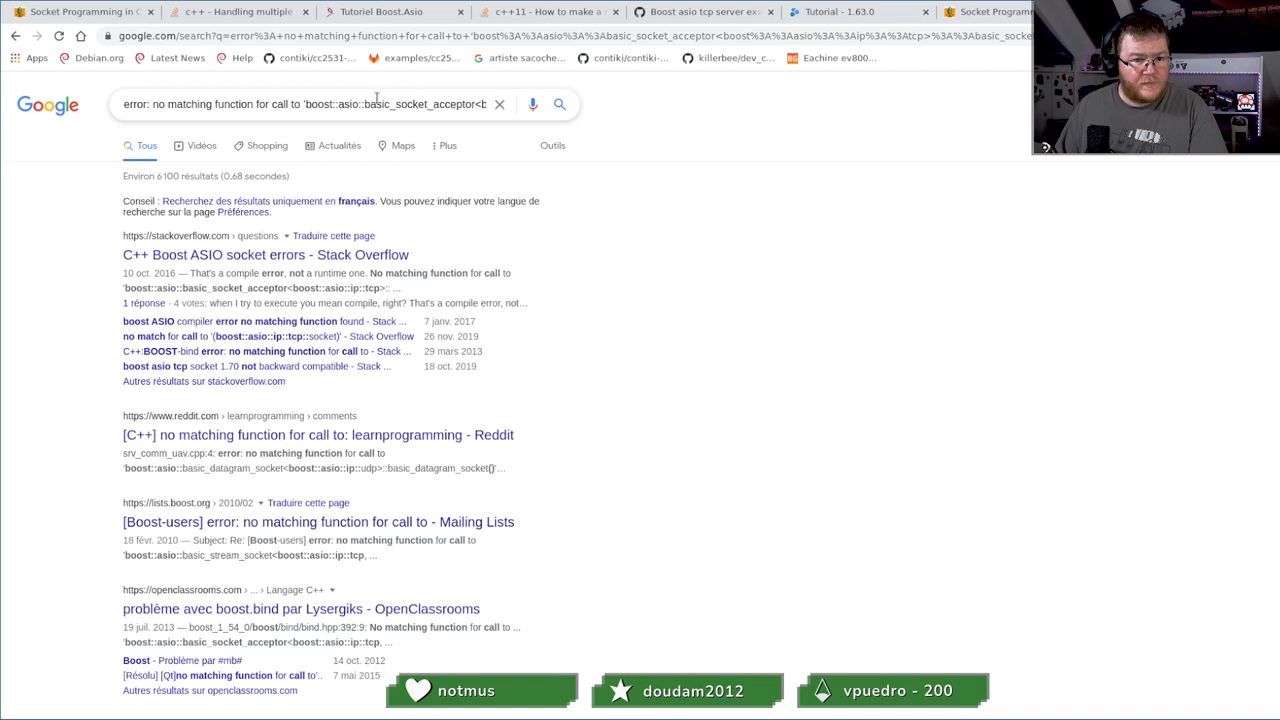 Socket Programming in C
c++ - Handling multiple
Tutoriel Boost.Asio
c++11 - How to make a
Boost asio tcp server ex
Tutorial - 1.63.0
Socket Programm
google.com/search?q=error%3A+no+matching+function+for+call+to+'boost%3A%3Aasio%3A%3Abasic_socket_acceptor<boost%3A%3Aasio%3A%3Aip%3A%3Atcp>%3A%3Abasic_socke
Apps
Debian.org
Latest News
Help
contiki/cc2531-...
examples/cc25...
artiste sacoche...
contiki/contiki-...
killerbee/dev_c...
Eachine ev800...
Google
error: no matching function for call to 'boost::asio::basic_socket_acceptor<b
Tous
Vidéos
Shopping
Actualités
Maps
Plus
Outils
Environ 6 100 résultats (0,68 secondes)
Conseil : Recherchez des résultats uniquement en français. Vous pouvez indiquer votre langue de
recherche sur la page Préférences.
https://stackoverflow.com › questions Traduire cette page
C++ Boost ASIO socket errors - Stack Overflow
10 oct. 2016 — That's a compile error, not a runtime one. No matching function for call to
'boost::asio::basic_socket_acceptor<boost::asio::ip::tcp>:: ...
1 réponse · 4 votes: when I try to execute you mean compile, right? That's a compile error, not…
boost ASIO compiler error no matching function found - Stack ... 7 janv. 2017
no match for call to '(boost::asio::ip::tcp::socket)' - Stack Overflow 26 nov. 2019
C++:BOOST-bind error: no matching function for call to - Stack ... 29 mars 2013
boost asio tcp socket 1.70 not backward compatible - Stack ... 18 oct. 2019
Autres résultats sur stackoverflow.com
https://www.reddit.com › learnprogramming › comments
[C++] no matching function for call to: learnprogramming - Reddit
srv_comm_uav.cpp:4: error: no matching function for call to
'boost::asio::basic_datagram_socket<boost::asio::ip::udp>::basic_datagram_socket()'…
https://lists.boost.org › 2010/02 Traduire cette page
[Boost-users] error: no matching function for call to - Mailing Lists
18 févr. 2010 — Subject: Re: [Boost-users] error: no matching function for call to
'boost::asio::basic_stream_socket<boost::asio::ip::tcp, ...
https://openclassrooms.com › ... › Langage C++
problème avec boost.bind par Lysergiks - OpenClassrooms
19 juil. 2013 — boost_1_54_0/boost/bind/bind.hpp:392:9: No matching function for call to ...
'boost::asio::basic_socket_acceptor<boost::asio::ip::tcp, ...
Boost - Problème par #mb# 14 oct. 2012
[Résolu] [Qt]no matching function for call to'.. 7 mai 2015
Autres résultats sur openclassrooms.com
notmus
doudam2012
vpuedro - 200